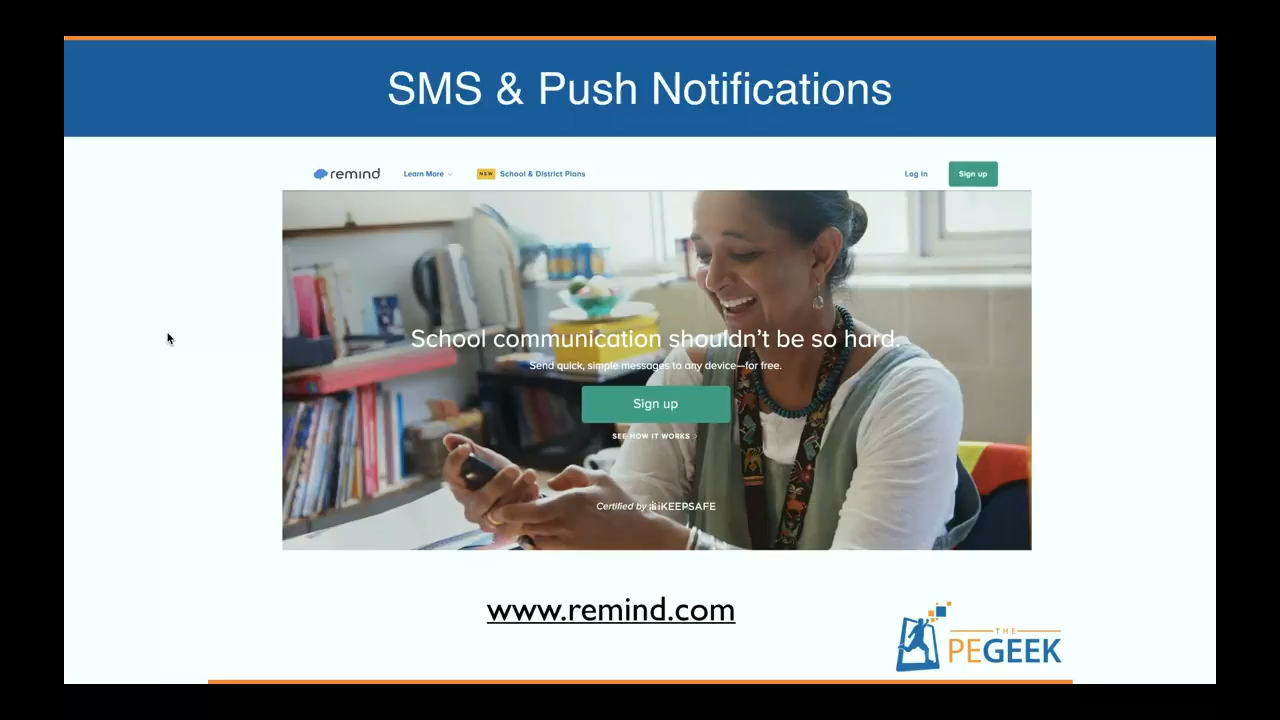 SMS & Push Notifications
remind Learn More NEW School & District Plans Log In Sign up
School communication shouldn't be so hard.
Send quick, simple messages to any device—for free.
Sign up
SEE HOW IT WORKS
Certified by iKEEPSAFE
www.remind.com
THE
PEGEEK